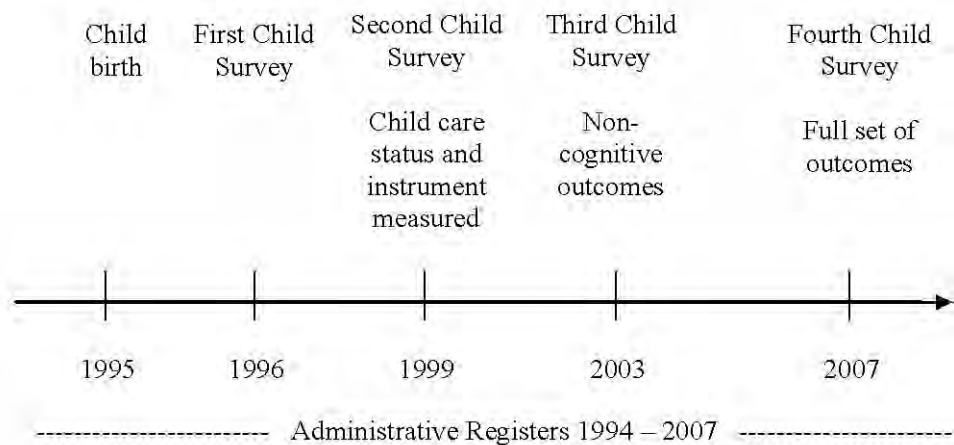 Child
birth
First Child
Survey
Second Child
Survey
Child care
status and
instrument
measured
Third Child
Survey
Non-
cognitive
outcomes
Fourth Child
Survey
Full set of
outcomes
1995
1996
1999
2003
2007
Administrative Registers 1994 – 2007